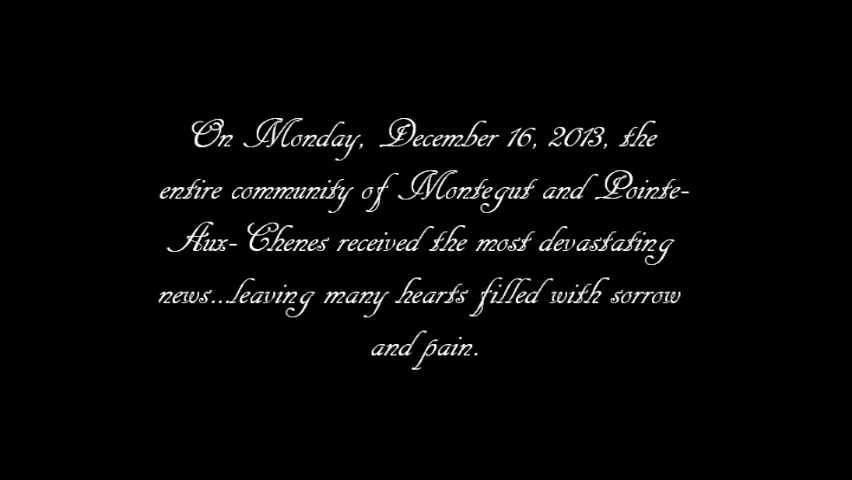 On Monday, December 16, 2013, the
entire community of Montegut and Pointe-
Aux-Chenes received the most devastating
news...leaving many hearts filled with sorrow
and pain.